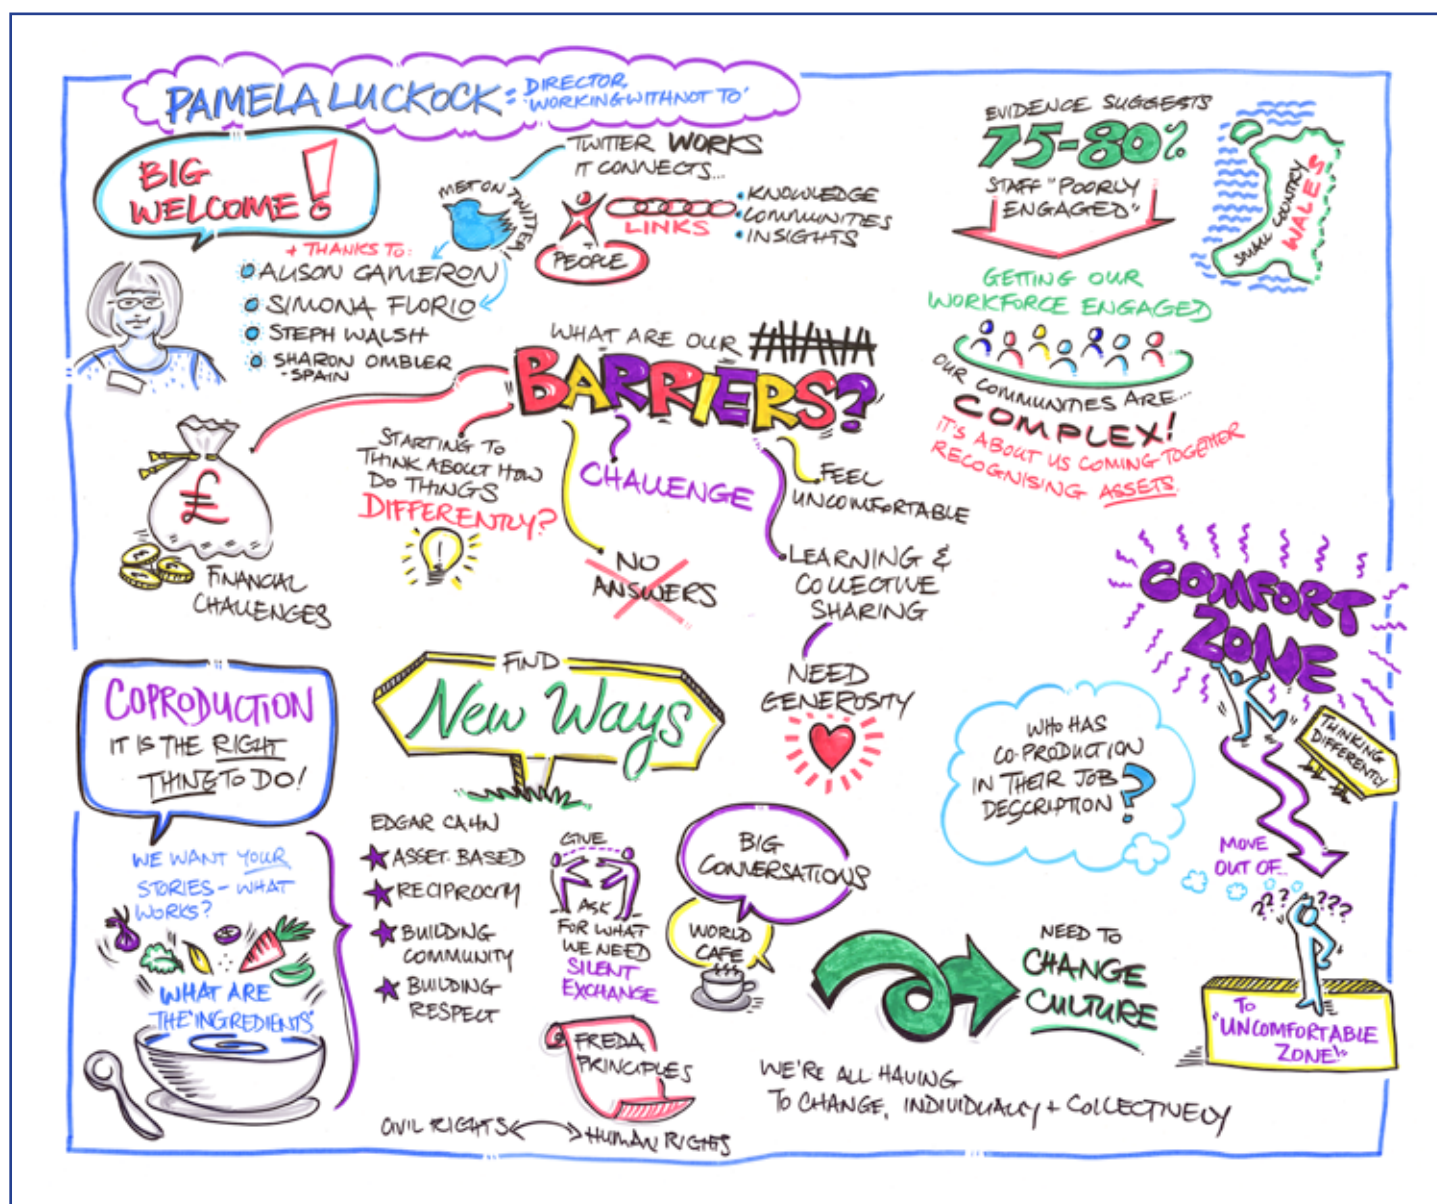 PAMELA LUCKOCK = DIRECTOR,
'WORKING WITH NOT TO'
BIG
WELCOME!
+ THANKS TO:
ALISON CAMERON
SIMONA FLORIO
STEPH WALSH
SHARON OMBLER
- SPAIN
MET ON TWITTER!
TWITTER WORKS
IT CONNECTS...
PEOPLE
LINKS
KNOWLEDGE
COMMUNITIES
INSIGHTS
EVIDENCE SUGGESTS
75-80%
STAFF "POORLY
ENGAGED"
SMALL COUNTRY
WALES
GETTING OUR
WORKFORCE ENGAGED
OUR COMMUNITIES ARE...
COMPLEX!
IT'S ABOUT US COMING TOGETHER
RECOGNISING ASSETS.
WHAT ARE OUR
BARRIERS?
£
FINANCIAL
CHALLENGES
STARTING TO
THINK ABOUT HOW
DO THINGS
DIFFERENTLY?
!
NO
ANSWERS
CHALLENGE
FEEL
UNCOMFORTABLE
LEARNING &
COLLECTIVE
SHARING
NEED
GENEROSITY
COPRODUCTION
IT IS THE RIGHT
THING TO DO!
WE WANT YOUR
STORIES - WHAT
WORKS?
WHAT ARE
THE 'INGREDIENTS'
FIND
New Ways
EDGAR CAHN
ASSET BASED
RECIPROCITY
BUILDING
COMMUNITY
BUILDING
RESPECT
GIVE
ASK
FOR WHAT
WE NEED
SILENT
EXCHANGE
BIG
CONVERSATIONS
WORLD
CAFE
FREDA
PRINCIPLES
CIVIL RIGHTS
HUMAN RIGHTS
WHO HAS
CO-PRODUCTION
IN THEIR JOB
DESCRIPTION?
COMFORT
ZONE
THINKING
DIFFERENTLY
MOVE
OUT OF...
??? ???
TO
"UNCOMFORTABLE
ZONE!"
NEED TO
CHANGE
CULTURE
WE'RE ALL HAVING
TO CHANGE, INDIVIDUALLY + COLLECTIVELY